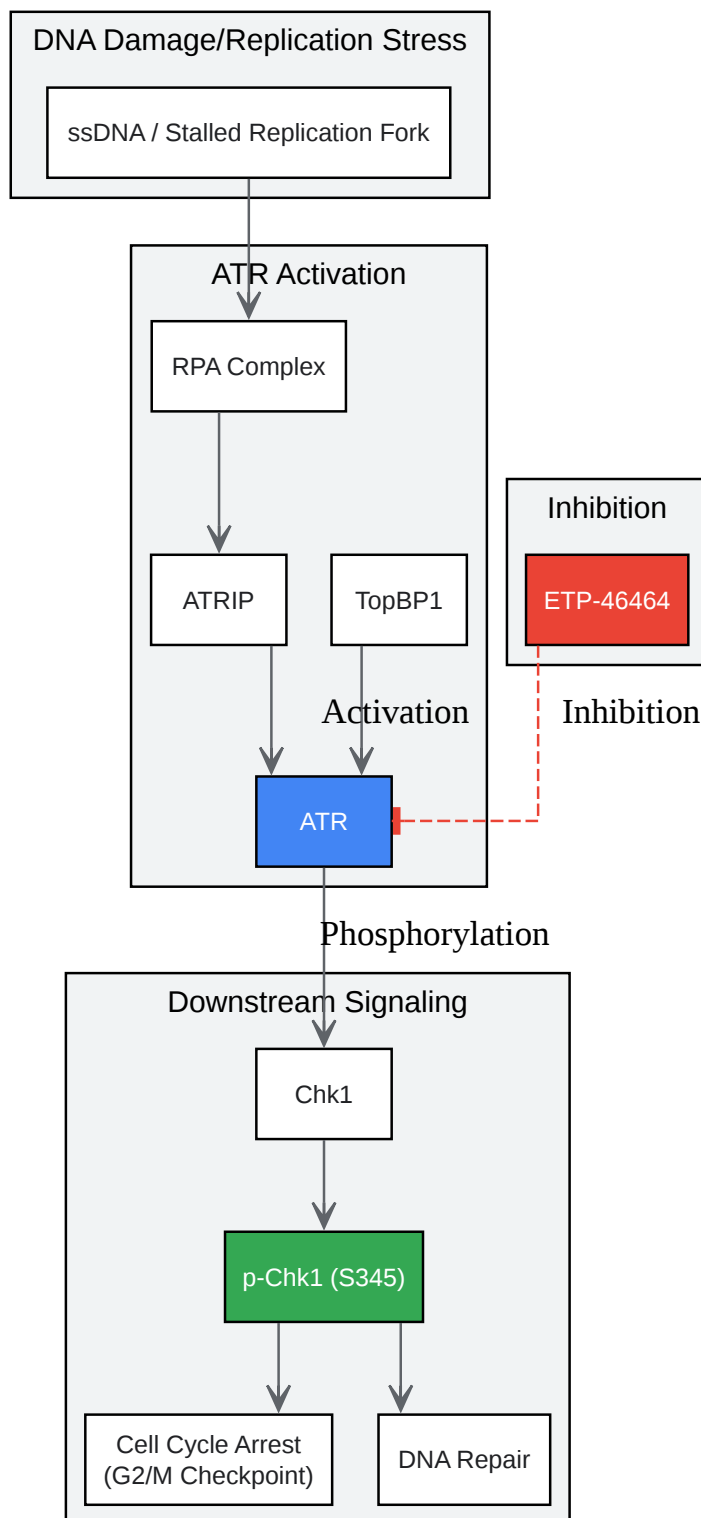 DNA Damage/Replication Stress
ssDNA / Stalled Replication Fork
ATR Activation
RPA Complex
Inhibition
ATRIP
TopBP1
ETP-46464
Activation
Inhibition
ATR
Phosphorylation
Downstream Signaling
Chk1
p-Chk1 (S345)
Cell Cycle Arrest
(G2/M Checkpoint)
DNA Repair